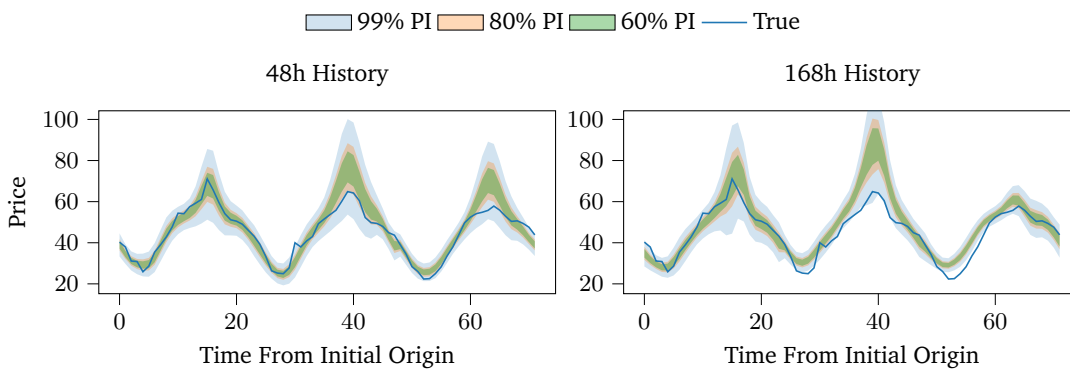 99% PI 80% PI 60% PI True
48h History
168h History
100
80
60
40
20
Price
0 20 40 60
Time From Initial Origin
100
80
60
40
20
0 20 40 60
Time From Initial Origin